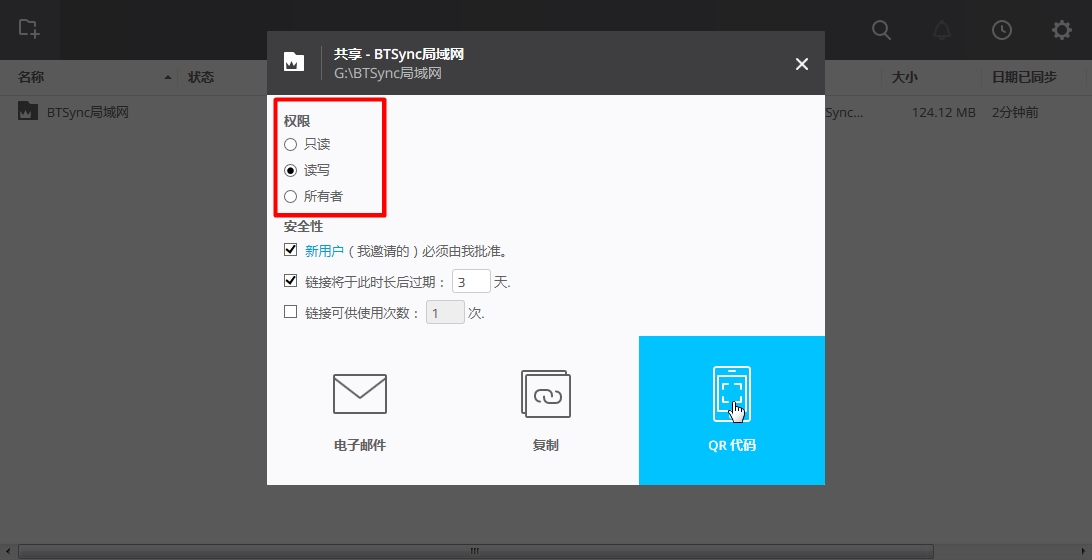 共享 - BTSync局域网
G:\BTSync局域网
名称
状态
大小
日期已同步
BTSync局域网
Sync...
124.12 MB
2分钟前
权限
只读
读写
所有者
安全性
新用户（我邀请的）必须由我批准。
链接将于此时长后过期： 3 天.
链接可供使用次数： 1 次.
电子邮件
复制
QR 代码